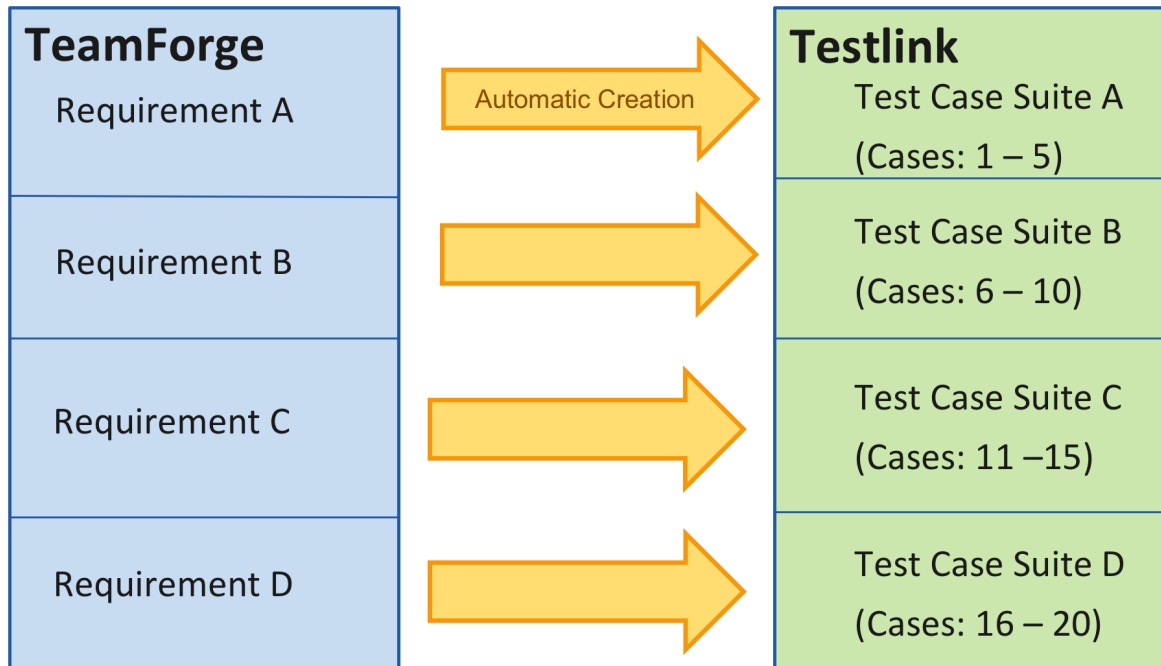 TeamForge
Requirement A
Requirement B
Requirement C
Requirement D
Automatic Creation
Testlink
Test Case Suite A
(Cases: 1 – 5)
Test Case Suite B
(Cases: 6 – 10)
Test Case Suite C
(Cases: 11 –15)
Test Case Suite D
(Cases: 16 – 20)